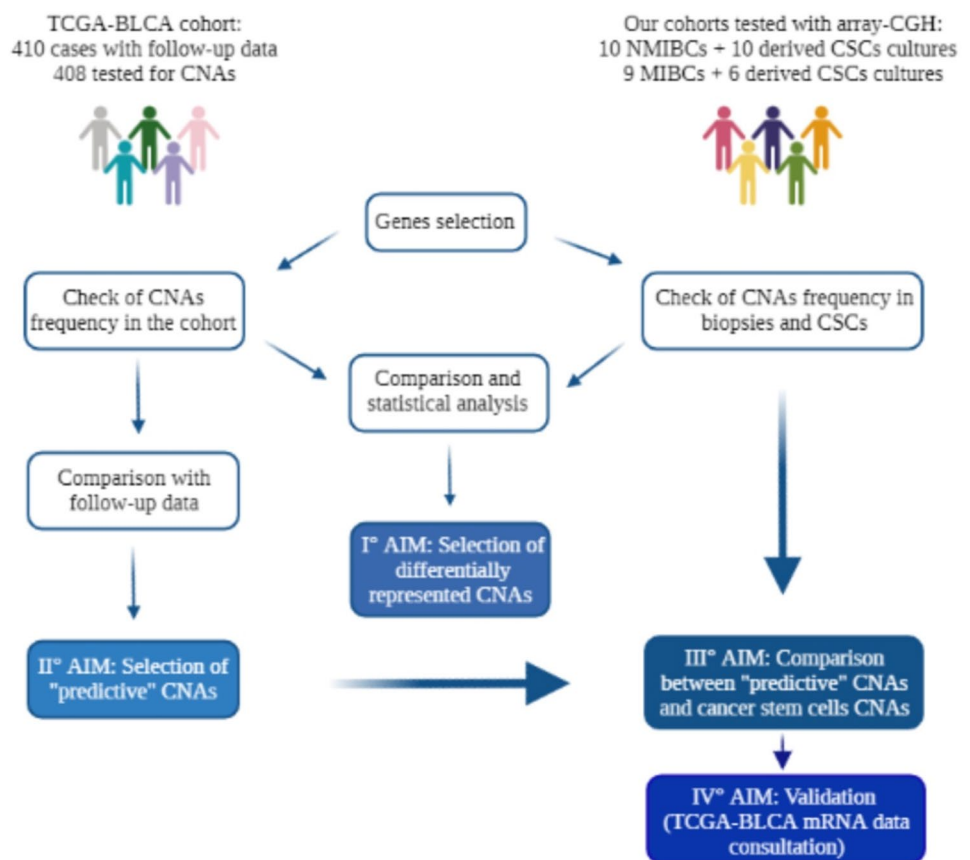 TCGA-BLCA cohort:
410 cases with follow-up data
408 tested for CNAs
Our cohorts tested with array-CGH:
10 NMIBCs + 10 derived CSCs cultures
9 MIBCs + 6 derived CSCs cultures
Genes selection
Check of CNAs
frequency in the cohort
Check of CNAs frequency in
biopsies and CSCs
Comparison and
statistical analysis
Comparison with
follow-up data
I° AIM: Selection of
differentially
represented CNAs
II° AIM: Selection of
"predictive" CNAs
III° AIM: Comparison
between "predictive" CNAs
and cancer stem cells CNAs
IV° AIM: Validation
(TCGA-BLCA mRNA data
consultation)